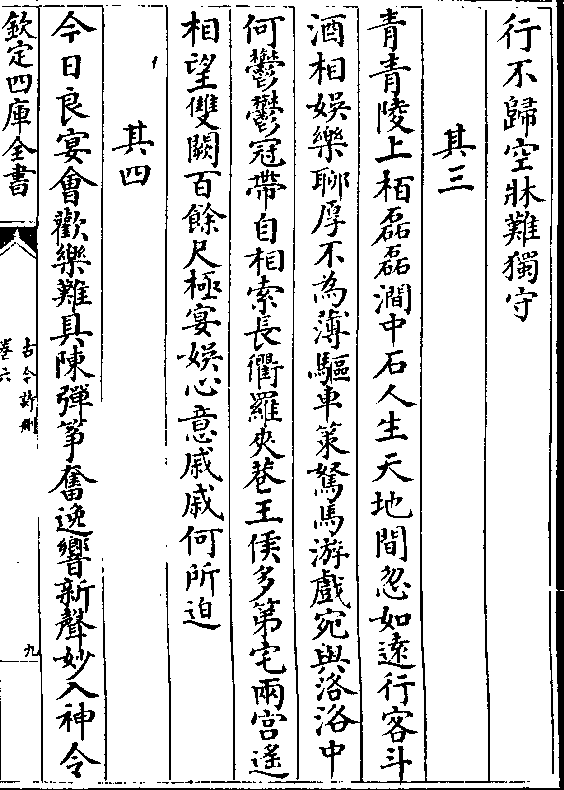 行不歸空牀難獨守
其三
青青陵上栢磊磊澗中石人生天地間忽如遠行客斗
酒相娛樂聊厚不為薄驅車策駑馬游戲宛與洛洛中
何鬱鬱冠帶自相索長衢羅夾巷王侯多第宅兩宫遙
相望雙闕百餘尺極宴娛心意戚戚何所迫
其四
今日良宴會歡樂難具陳彈筝奮逸響新聲妙入神令
欽定四庫全書
古今詩刪
卷六
九